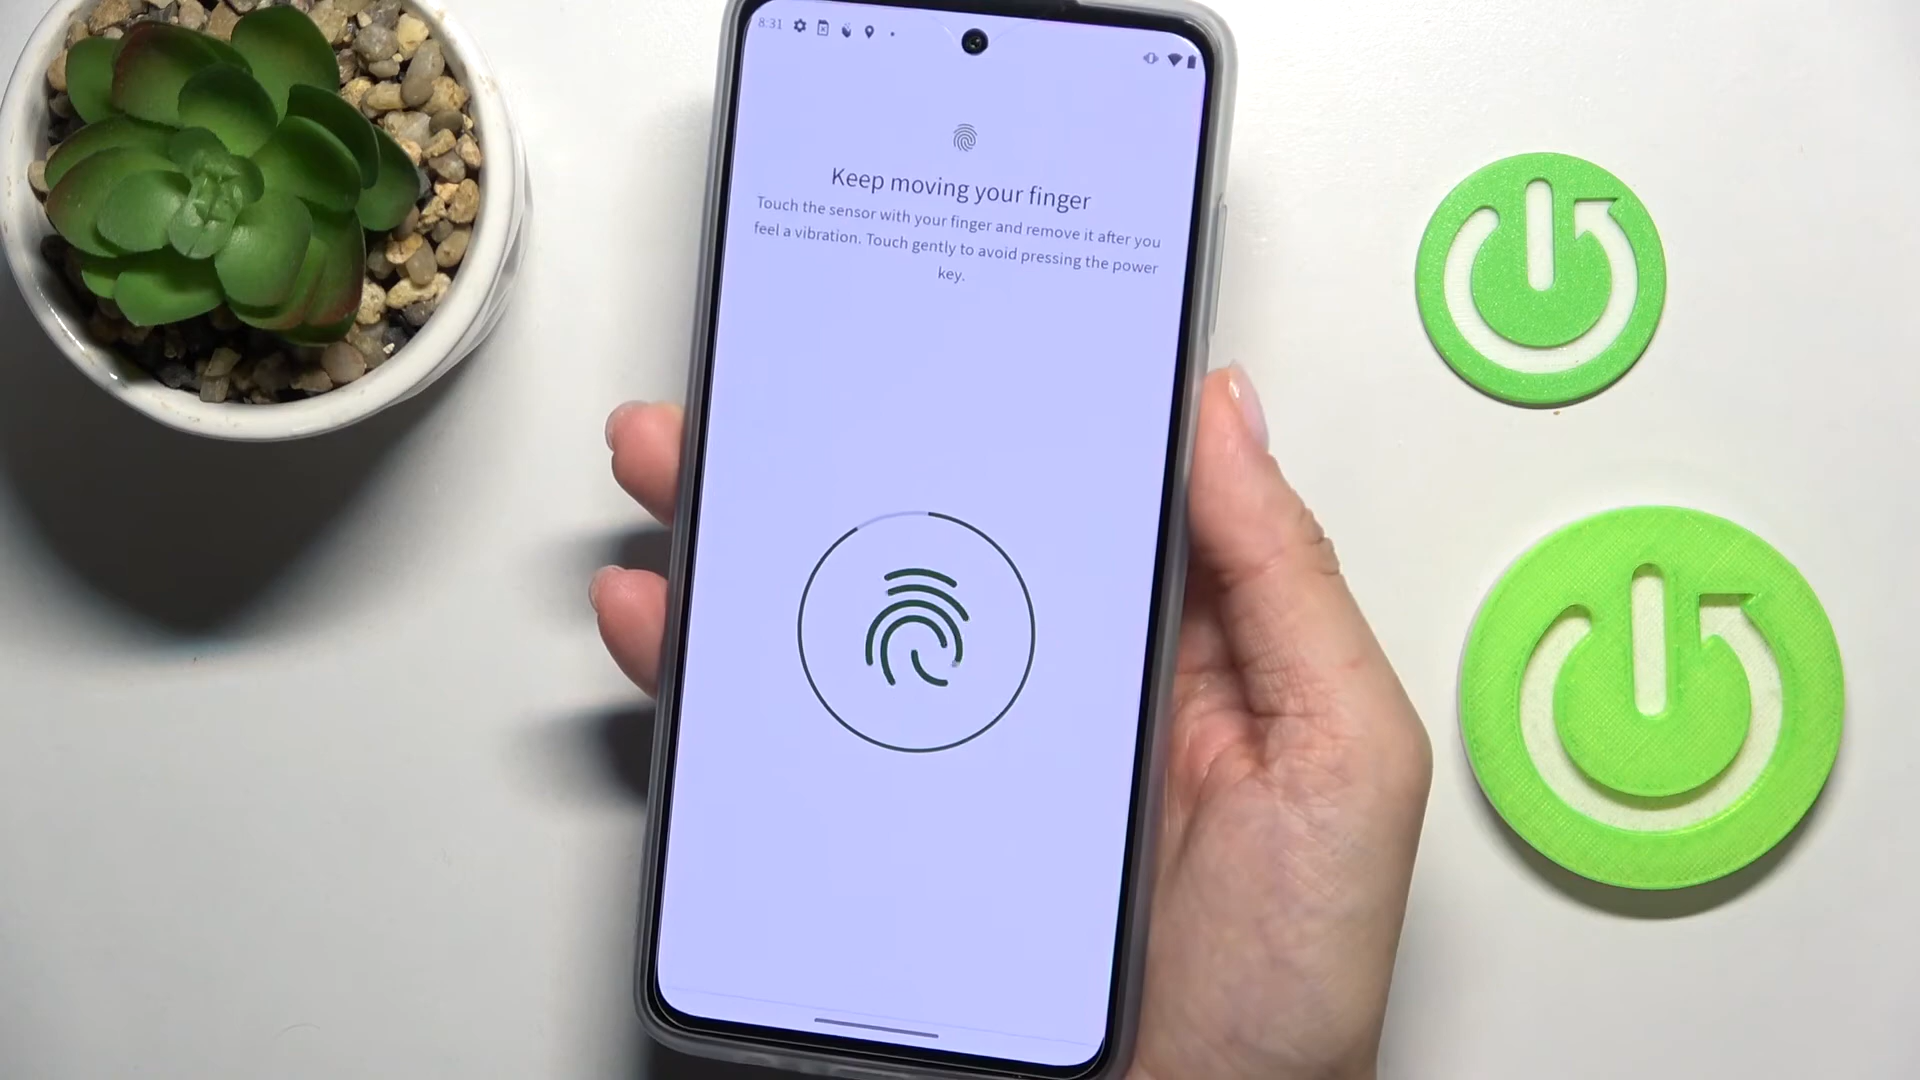 8:31
Keep moving your finger
Touch the sensor with your finger and remove it after you
feel a vibration. Touch gently to avoid pressing the power
key.